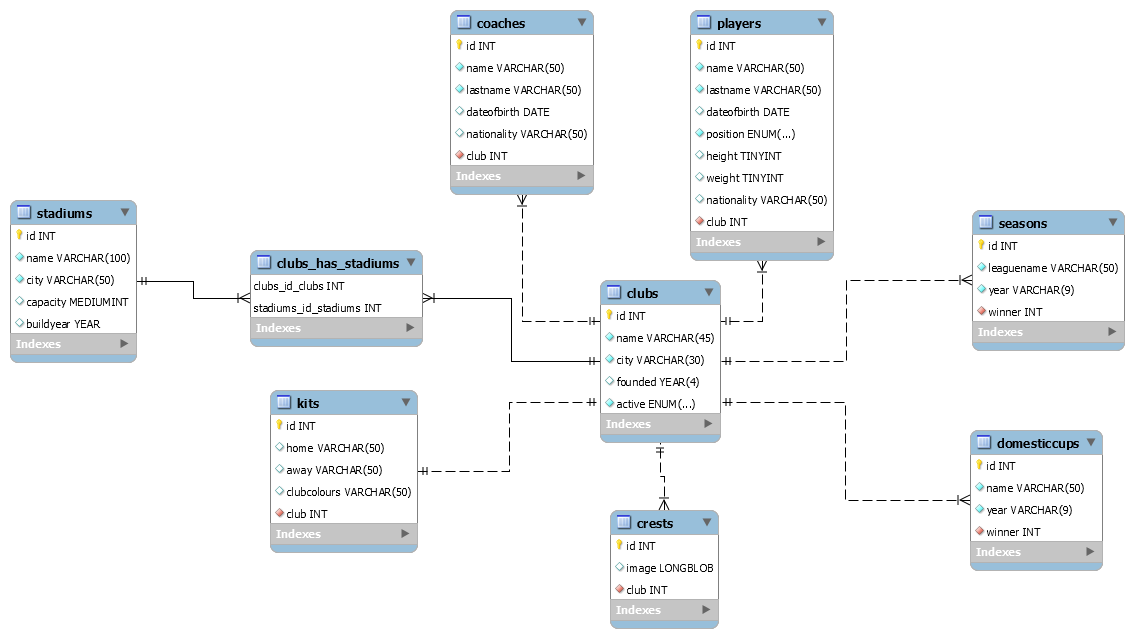 coaches
id INT
name VARCHAR(50)
lastname VARCHAR(50)
dateofbirth DATE
nationality VARCHAR(50)
club INT
Indexes
players
id INT
name VARCHAR(50)
lastname VARCHAR(50)
dateofbirth DATE
position ENUM(...)
height TINYINT
weight TINYINT
nationality VARCHAR(50)
club INT
Indexes
stadiums
id INT
name VARCHAR(100)
city VARCHAR(50)
capacity MEDIUMINT
buildyear YEAR
Indexes
clubs_has_stadiums
clubs_id_clubs INT
stadiums_id_stadiums INT
Indexes
clubs
id INT
name VARCHAR(45)
city VARCHAR(30)
founded YEAR(4)
active ENUM(...)
Indexes
seasons
id INT
leaguename VARCHAR(50)
year VARCHAR(9)
winner INT
Indexes
kits
id INT
home VARCHAR(50)
away VARCHAR(50)
clubcolours VARCHAR(50)
club INT
Indexes
crests
id INT
image LONGBLOB
club INT
Indexes
domesticcups
id INT
name VARCHAR(50)
year VARCHAR(9)
winner INT
Indexes